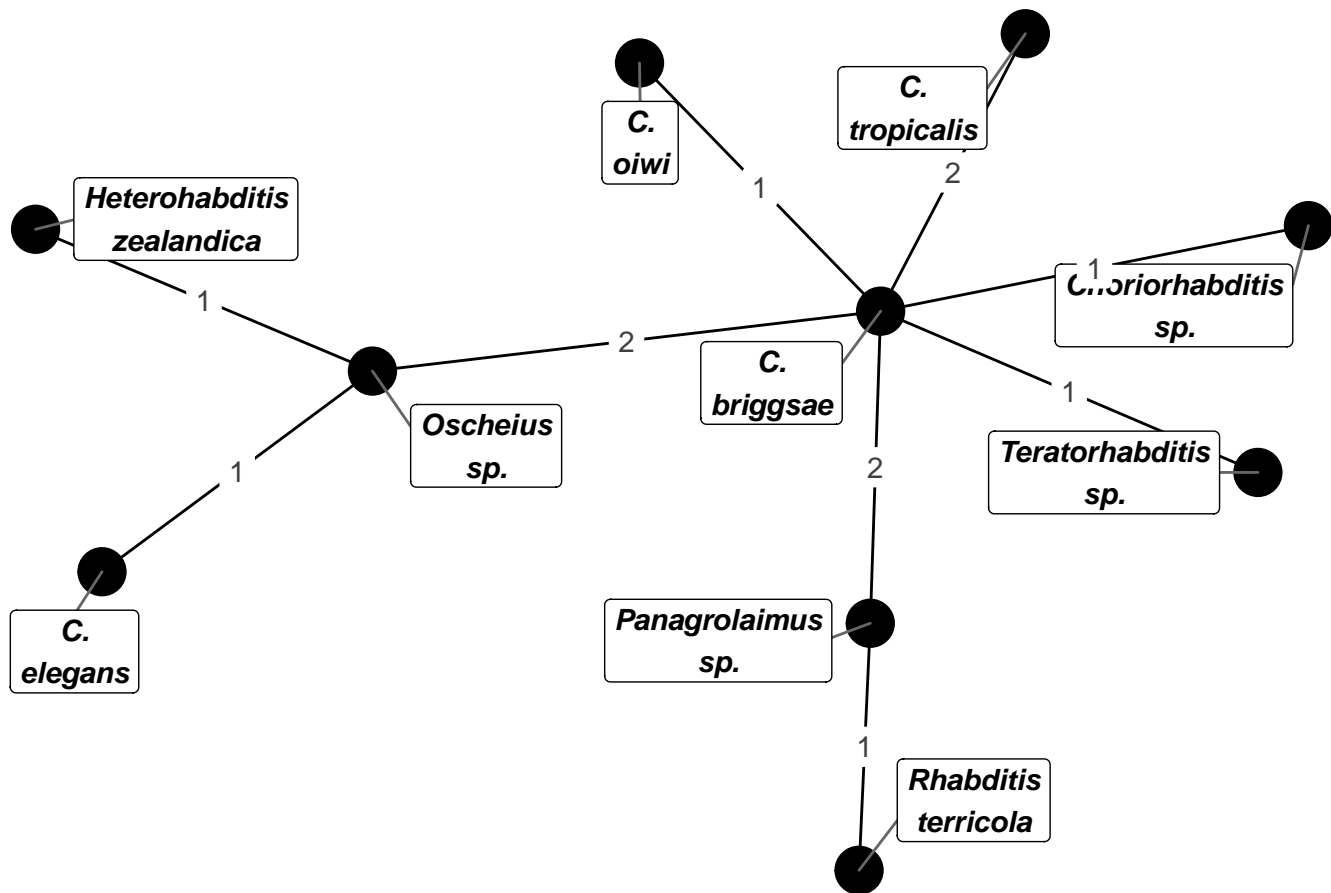 C.
oiwi
C.
tropicalis
Heterohabditis
zealandica
1
2
1
Choriorhabditis
sp.
1
2
C.
briggsae
1
Oscheius
sp.
Teratorhabditis
sp.
1
2
C.
elegans
Panagrolaimus
sp.
1
Rhabditis
terricola